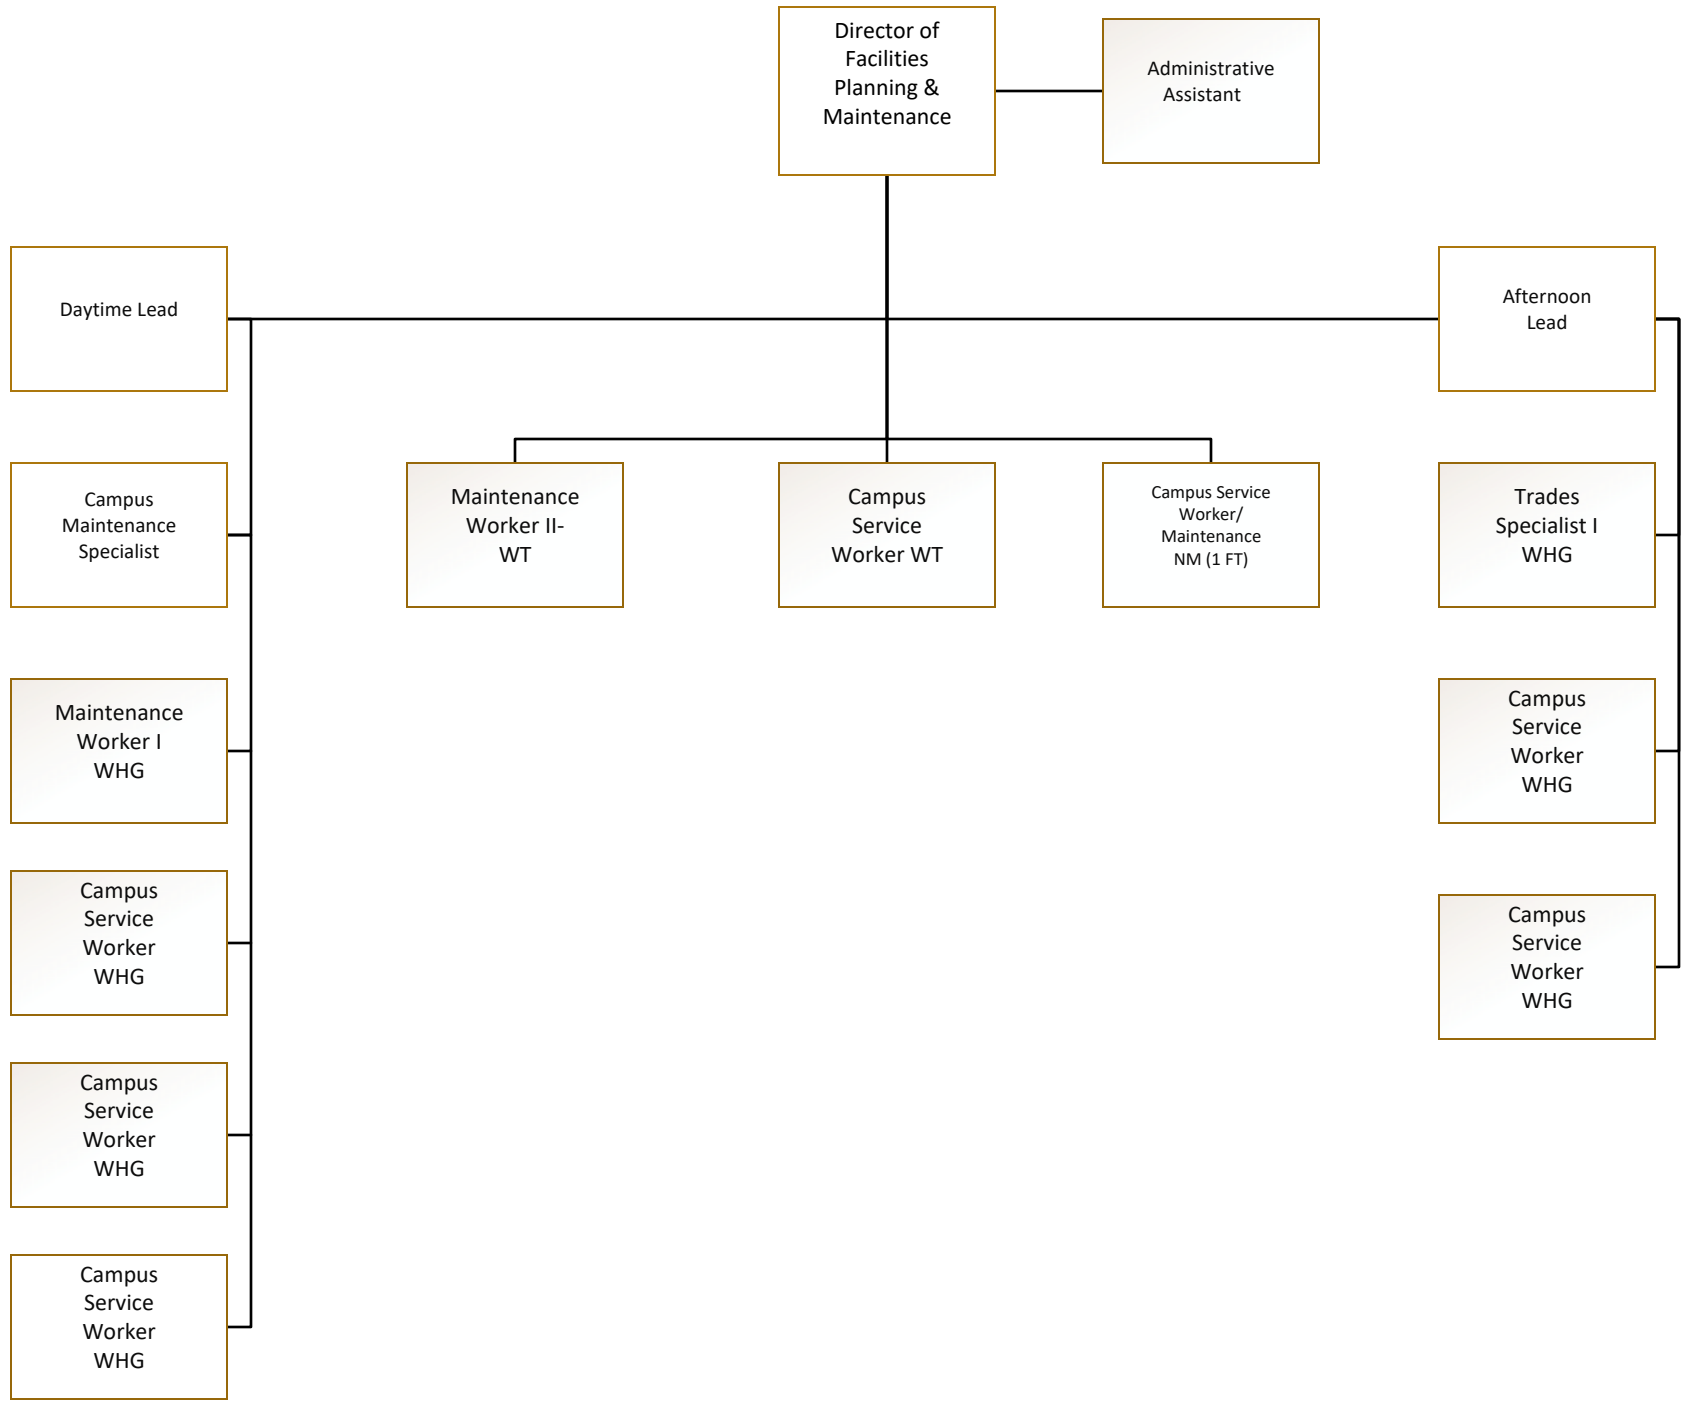 Director of
Facilities
Planning &
Maintenance
Administrative
Assistant
Daytime Lead
Afternoon
Lead
Campus
Maintenance
Specialist
Maintenance
Worker II-
WT
Campus
Service
Worker WT
Campus Service
Worker/
Maintenance
NM (1 FT)
Trades
Specialist I
WHG
Maintenance
Worker I
WHG
Campus
Service
Worker
WHG
Campus
Service
Worker
WHG
Campus
Service
Worker
WHG
Campus
Service
Worker
WHG
Campus
Service
Worker
WHG